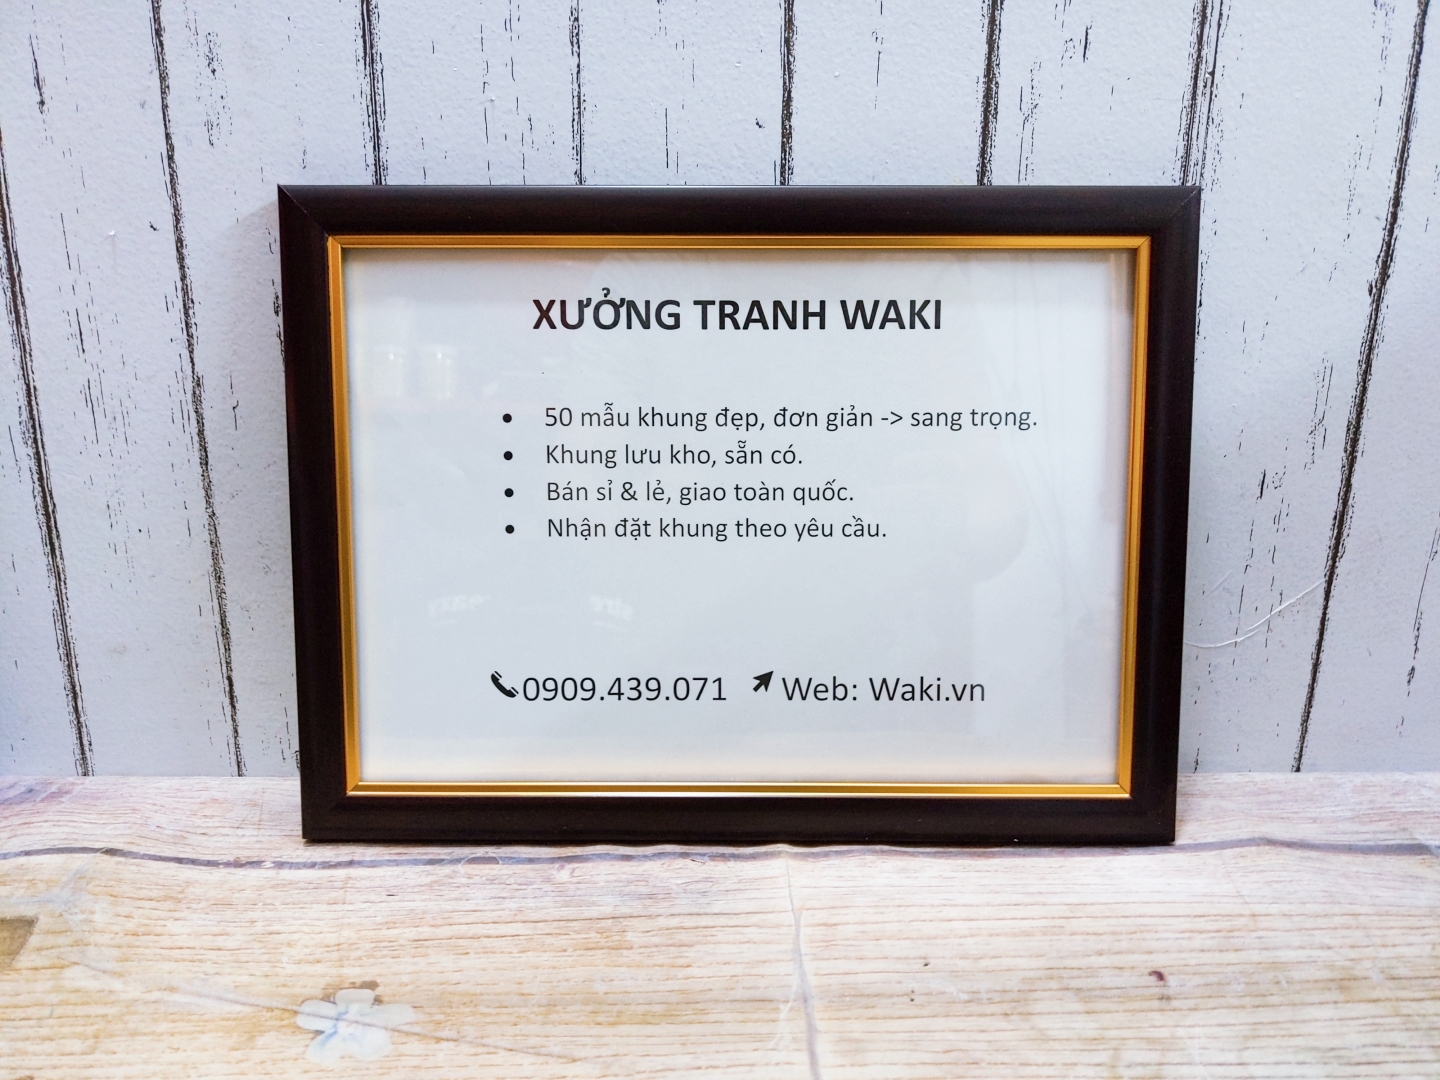 XƯỞNG TRANH WAKI
• 50 mẫu khung đẹp, đơn giản -> sang trọng.
• Khung lưu kho, sẵn có.
• Bán sỉ & lẻ, giao toàn quốc.
• Nhận đặt khung theo yêu cầu.
0909.439.071 Web: Waki.vn